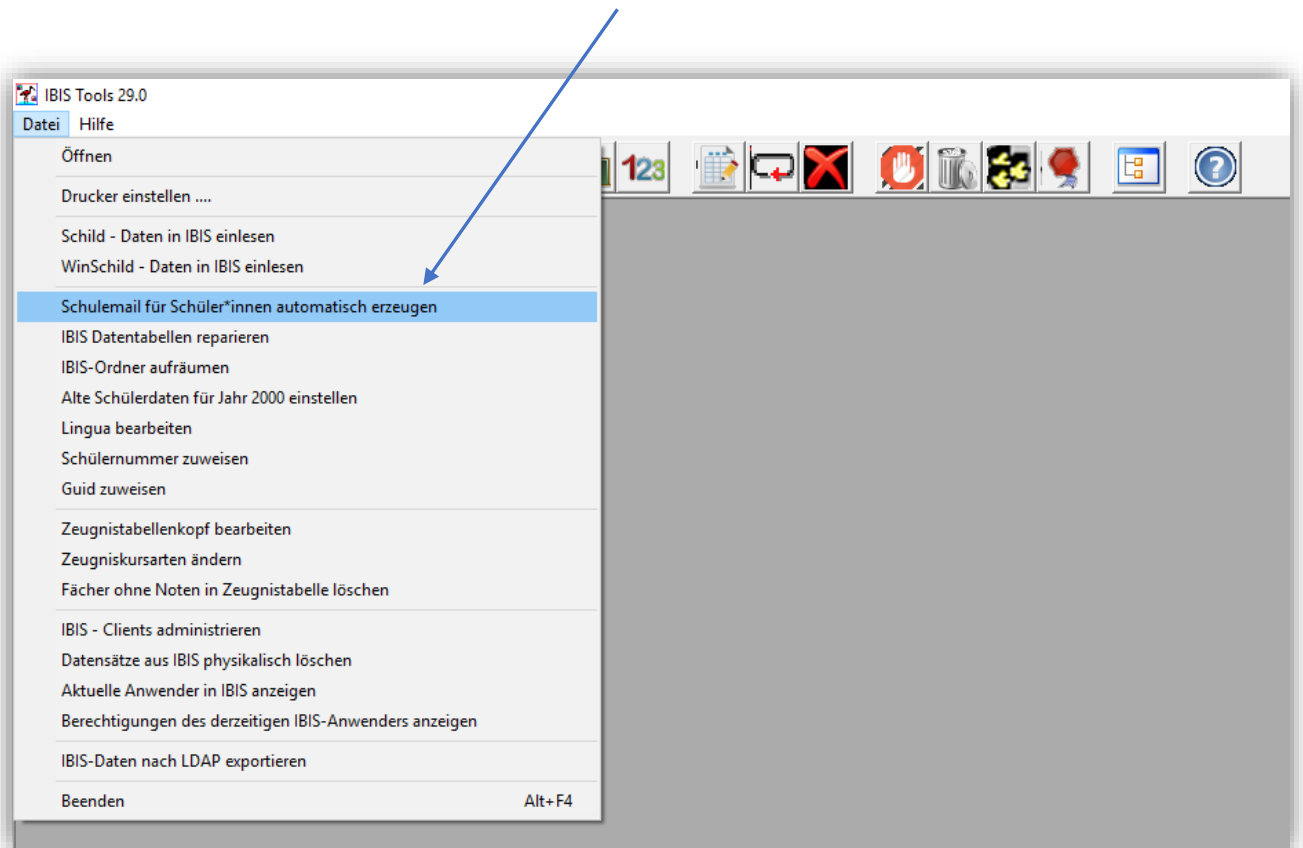 IBIS Tools 29.0
Datei Hilfe
Öffnen
123
Drucker einstellen ....
Schild - Daten in IBIS einlesen
WinSchild - Daten in IBIS einlesen
Schulemail für Schüler*innen automatisch erzeugen
IBIS Datentabellen reparieren
IBIS-Ordner aufräumen
Alte Schülerdaten für Jahr 2000 einstellen
Lingua bearbeiten
Schülernummer zuweisen
Guid zuweisen
Zeugnistabellenkopf bearbeiten
Zeugniskursarten ändern
Fächer ohne Noten in Zeugnistabelle löschen
IBIS - Clients administrieren
Datensätze aus IBIS physikalisch löschen
Aktuelle Anwender in IBIS anzeigen
Berechtigungen des derzeitigen IBIS-Anwenders anzeigen
IBIS-Daten nach LDAP exportieren
Beenden Alt+F4